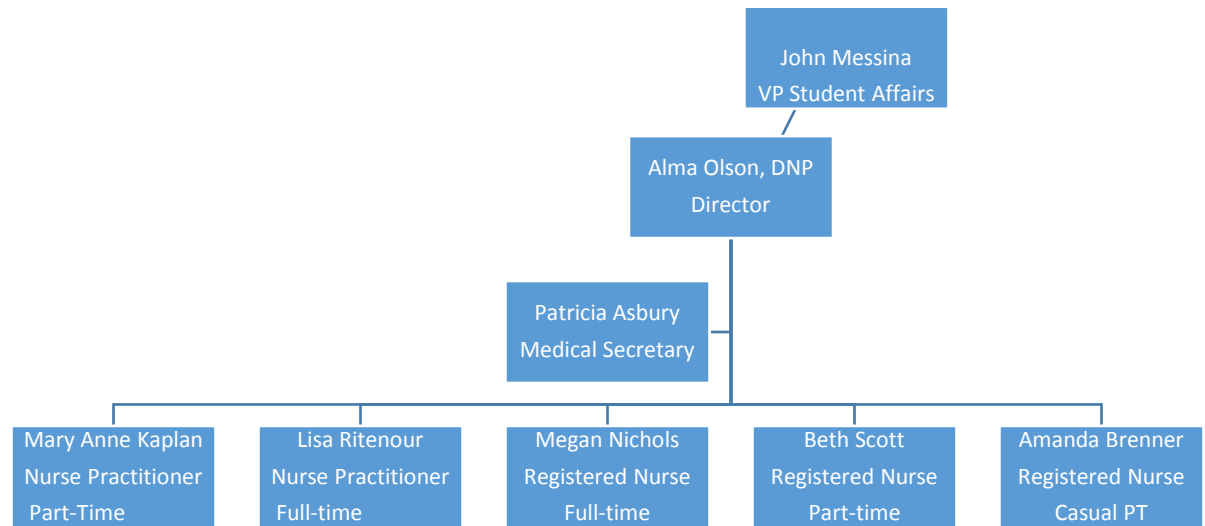 John Messina
VP Student Affairs
Alma Olson, DNP
Director
Patricia Asbury
Medical Secretary
Mary Anne Kaplan
Nurse Practitioner
Part-Time
Lisa Ritenour
Nurse Practitioner
Full-time
Megan Nichols
Registered Nurse
Full-time
Beth Scott
Registered Nurse
Part-time
Amanda Brenner
Registered Nurse
Casual PT